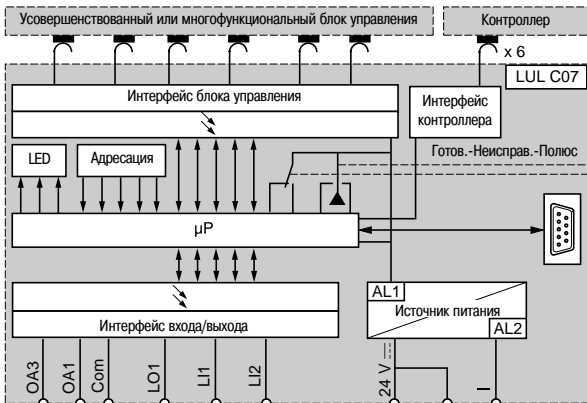 Усовершенствованный или многофункциональный блок управления
Контроллер
x 6
LUL C07
Интерфейс блока управления
Интерфейс
контроллера
LED
Адресация
Готов.-Неисправ.-Полюс
µP
AL1
Источник питания
AL2
Интерфейс входа/выхода
OA3
OA1
Com
LO1
LI1
LI2
24 V
I